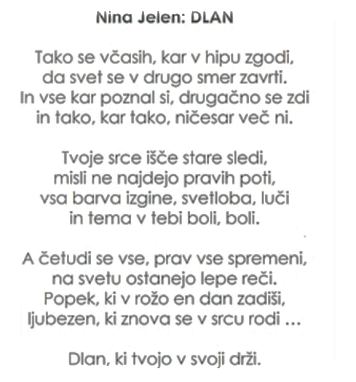 Nina Jelen: DLAN
Tako se včasih, kar v hipu zgodi,
da svet se v drugo smer zavrti.
In vse kar poznal si, drugačno se zdi
in tako, kar tako, ničesar več ni.
Tvoje srce išče stare sledi,
misli ne najdejo pravih poti,
vsa barva izgine, svetloba, luči
in tema v tebi boli, boli.
A četudi se vse, prav vse spremeni,
na svetu ostanejo lepe reči.
Popek, ki v rožo en dan zadiši,
ljubezen, ki znova se v srcu rodi ...
Dlan, ki tvojo v svoji drži.